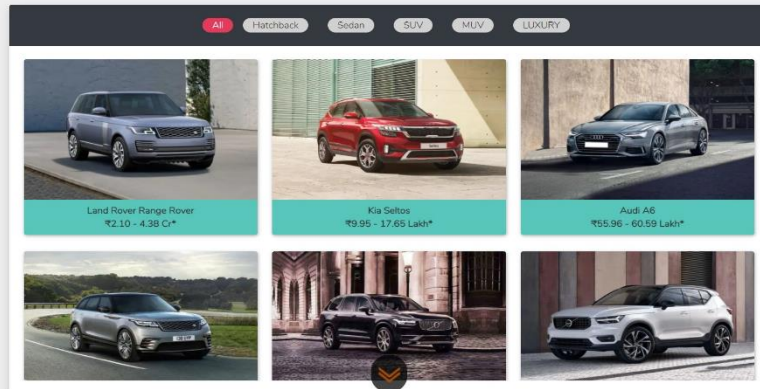 All
Hatchback
Sedan
SUV
MUV
LUXURY
Land Rover Range Rover
₹2.10 - 4.38 Cr*
Kia Seltos
₹9.95 - 17.65 Lakh*
Audi A6
₹55.96 - 60.59 Lakh*